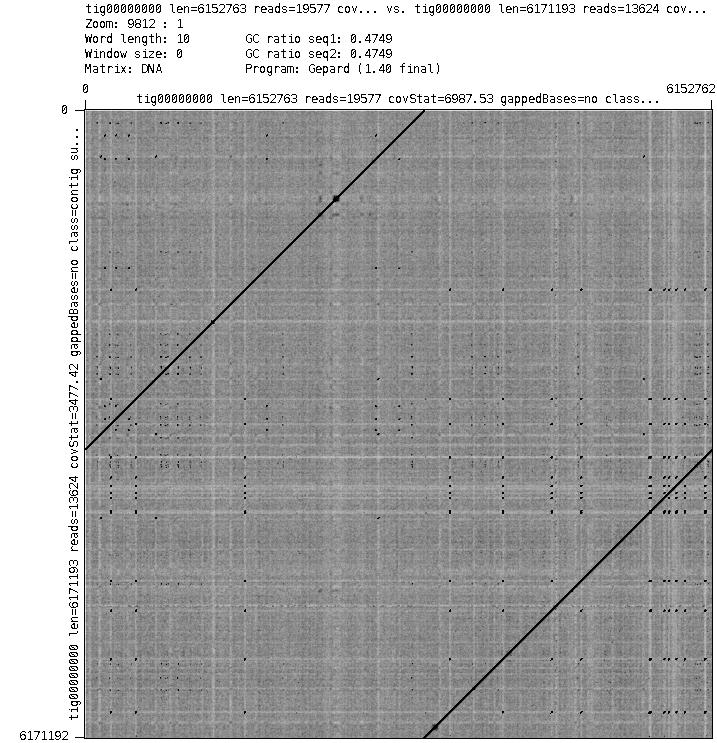 tig00000000 len=6152763 reads=19577 cov... vs. tig00000000 len=6171193 reads=13624 cov...
Zoom: 9812 : 1
Word length: 10 GC ratio seq1: 0.4749
Window size: 0 GC ratio seq2: 0.4749
Matrix: DNA Program: Gepard (1.40 final)
0 6152762
tig00000000 len=6152763 reads=19577 covStat=6987.53 gappedBases=no class...
0
tig00000000 len=6171193 reads=13624 covStat=3477.42 gappedBases=no class=contig su...
6171192